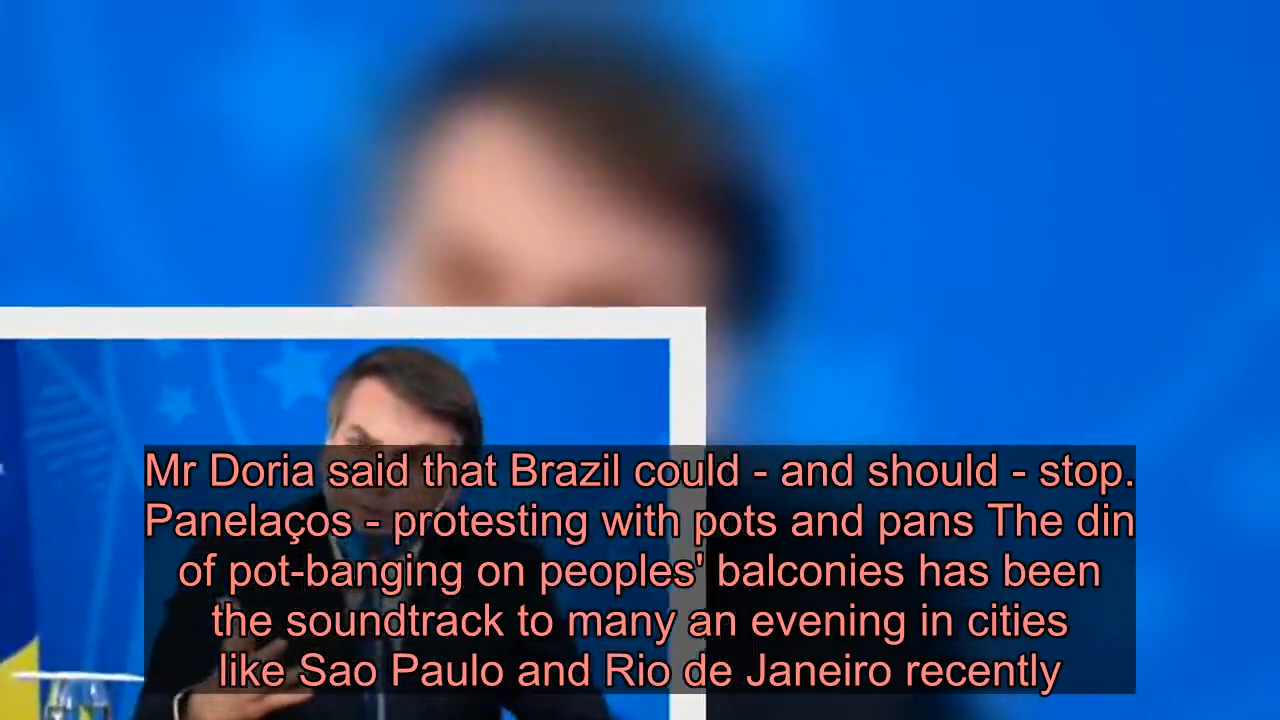 Mr Doria said that Brazil could - and should - stop.
Panelaços - protesting with pots and pans The din
of pot-banging on peoples' balconies has been
the soundtrack to many an evening in cities
like Sao Paulo and Rio de Janeiro recently